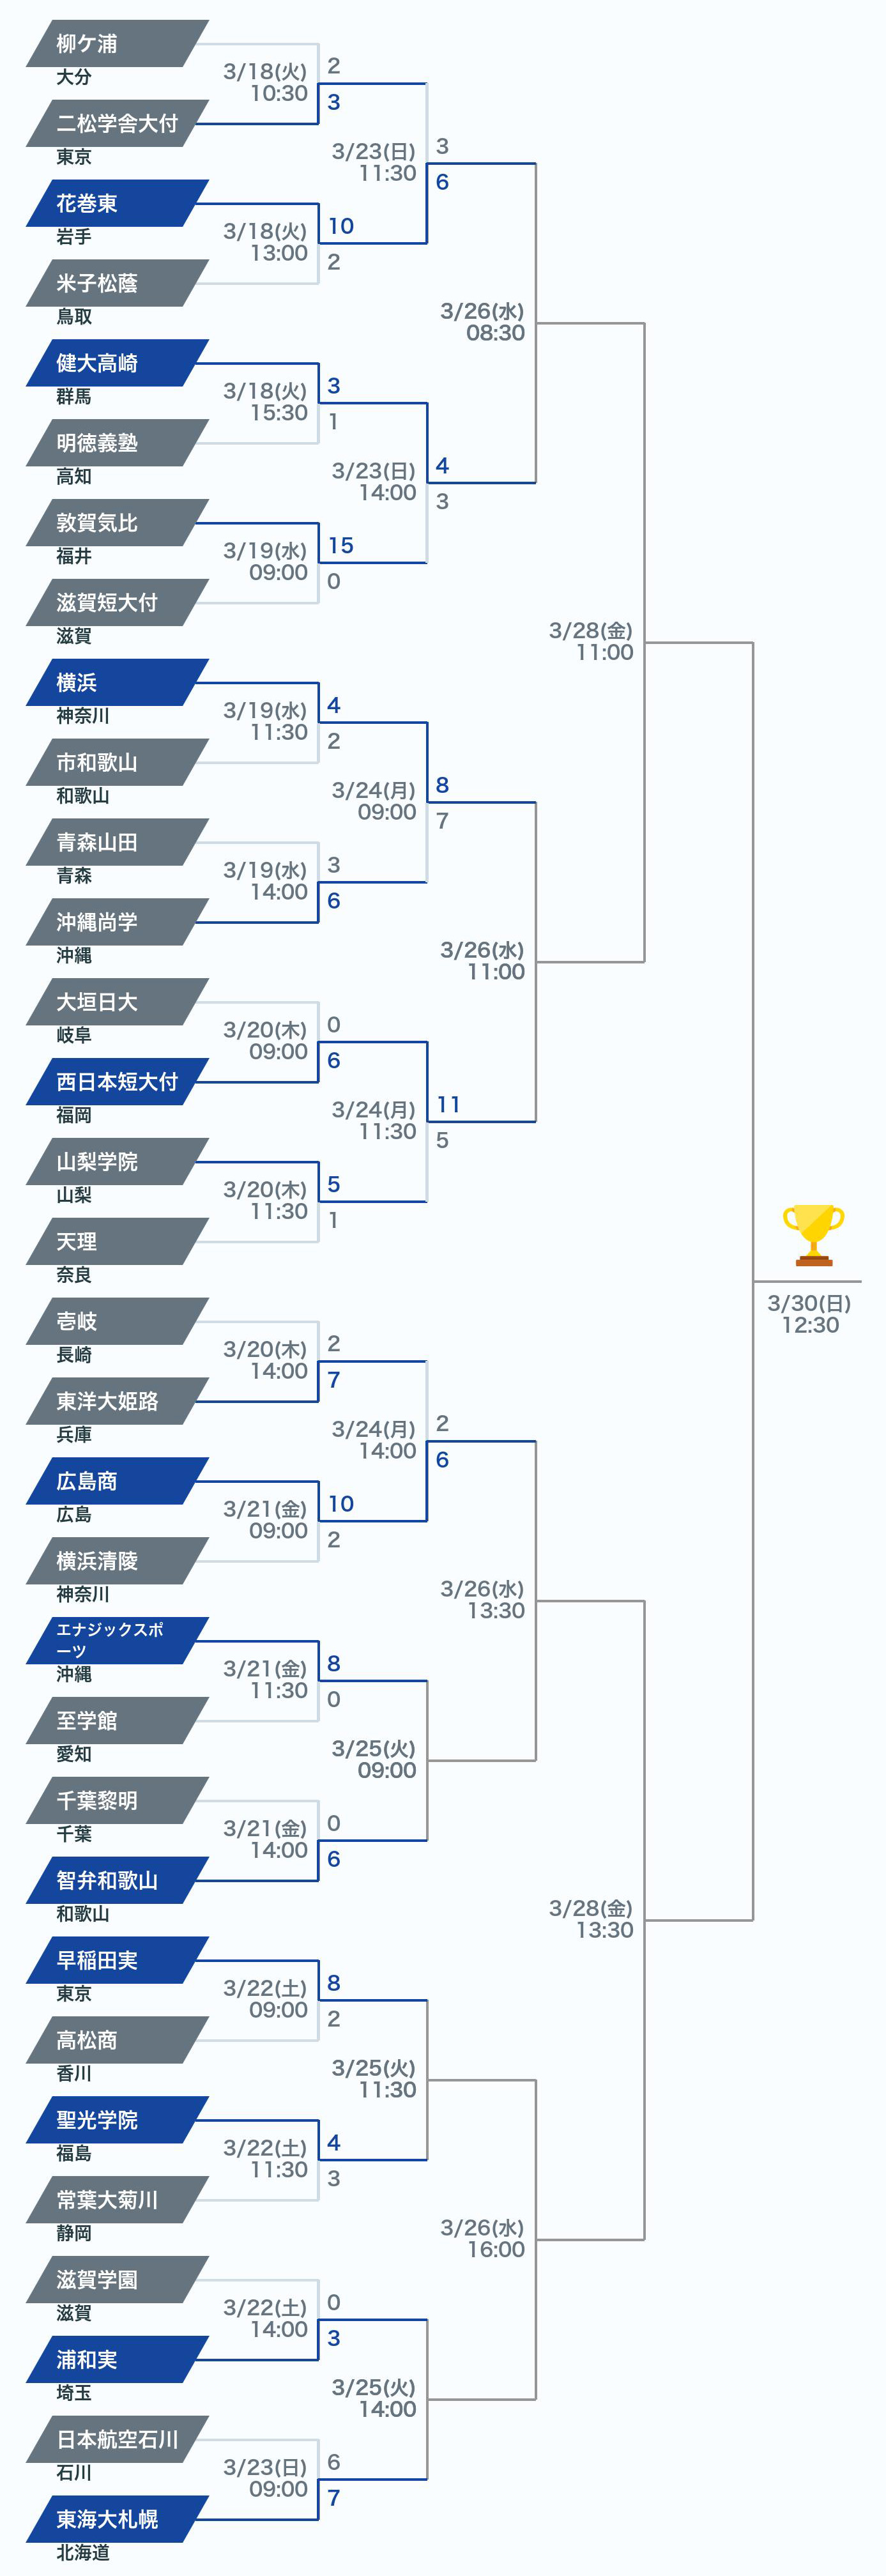 柳ケ浦
大分
3/18(火)
10:30
2
3
二松学舎大付
東京
3/23(日)
11:30
3
6
花巻東
岩手
3/18(火)
13:00
10
2
米子松蔭
鳥取
3/26(水)
08:30
健大高崎
群馬
3/18(火)
15:30
3
1
明徳義塾
高知
3/23(日)
14:00
4
3
敦賀気比
福井
3/19(水)
09:00
15
0
滋賀短大付
滋賀
3/28(金)
11:00
横浜
神奈川
3/19(水)
11:30
4
2
市和歌山
和歌山
3/24(月)
09:00
8
7
青森山田
青森
3/19(水)
14:00
3
6
沖縄尚学
沖縄
3/26(水)
11:00
大垣日大
岐阜
3/20(木)
09:00
0
6
西日本短大付
福岡
3/24(月)
11:30
11
5
山梨学院
山梨
3/20(木)
11:30
5
1
天理
奈良
3/30(日)
12:30
壱岐
長崎
3/20(木)
14:00
2
7
東洋大姫路
兵庫
3/24(月)
14:00
2
6
広島商
広島
3/21(金)
09:00
10
2
横浜清陵
神奈川
3/26(水)
13:30
エナジックスポ
ーツ
沖縄
3/21(金)
11:30
8
0
至学館
愛知
3/25(火)
09:00
千葉黎明
千葉
3/21(金)
14:00
0
6
智弁和歌山
和歌山
3/28(金)
13:30
早稲田実
東京
3/22(土)
09:00
8
2
高松商
香川
3/25(火)
11:30
聖光学院
福島
3/22(土)
11:30
4
3
常葉大菊川
静岡
3/26(水)
16:00
滋賀学園
滋賀
3/22(土)
14:00
0
3
浦和実
埼玉
3/25(火)
14:00
日本航空石川
石川
3/23(日)
09:00
6
7
東海大札幌
北海道